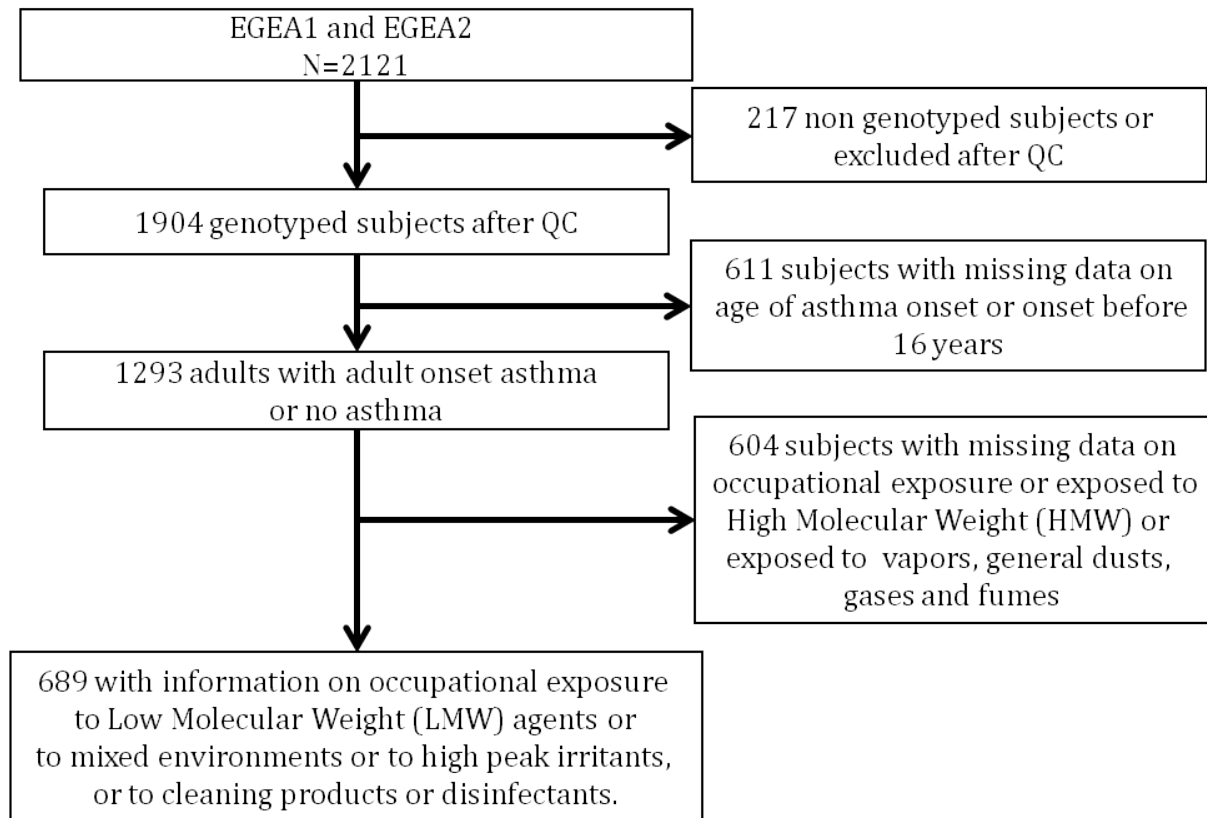 EGEA1 and EGEA2
N=2121
217 non genotyped subjects or
excluded after QC
1904 genotyped subjects after QC
611 subjects with missing data on
age of asthma onset or onset before
16 years
1293 adults with adult onset asthma
or no asthma
604 subjects with missing data on
occupational exposure or exposed to
High Molecular Weight (HMW) or
exposed to vapors, general dusts,
gases and fumes
689 with information on occupational exposure
to Low Molecular Weight (LMW) agents or
to mixed environments or to high peak irritants,
or to cleaning products or disinfectants.